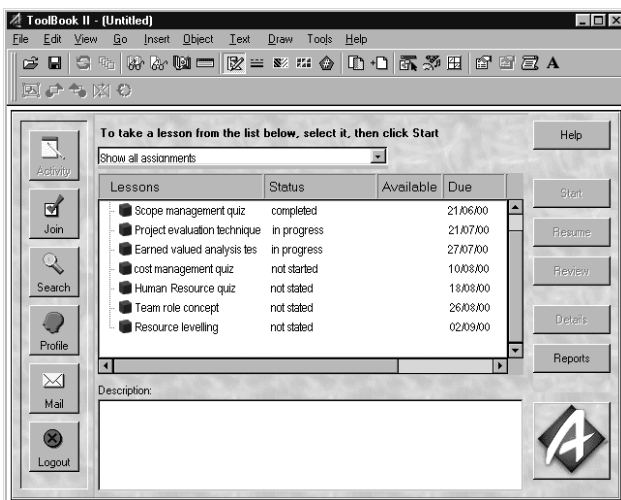 ToolBook II - (Untitled)
File Edit View Go Insert Object Text Draw Tools Help
To take a lesson from the list below, select it, then click Start
Help
Show all assignments
Activity
Lessons Status Available Due
Start
Scope management quiz completed 21/06/00
Join
Project evaluation technique in progress 21/07/00
Resume
Earned valued analysis tes in progress 27/07/00
cost management quiz not started 10/08/00
Review
Search
Human Resource quiz not stated 18/08/00
Team role concept not stated 26/08/00
Details
Resource levelling not stated 02/09/00
Profile
Reports
Mail
Description:
Logout